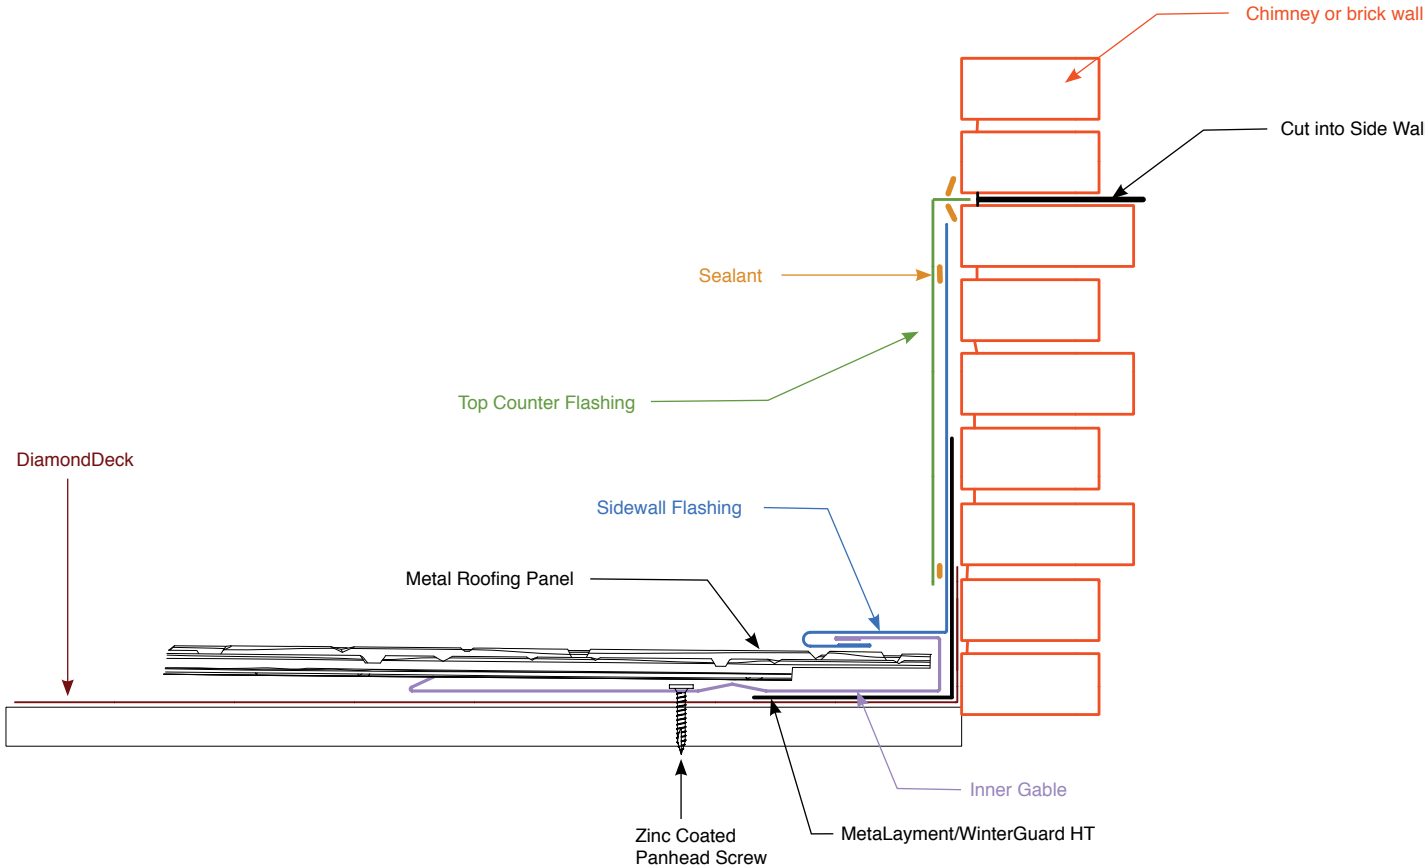 Chimney or brick wall
Cut into Side Wal
Sealant
Top Counter Flashing
DiamondDeck
Sidewall Flashing
Metal Roofing Panel
Inner Gable
MetaLayment/WinterGuard HT
Zinc Coated
Panhead Screw